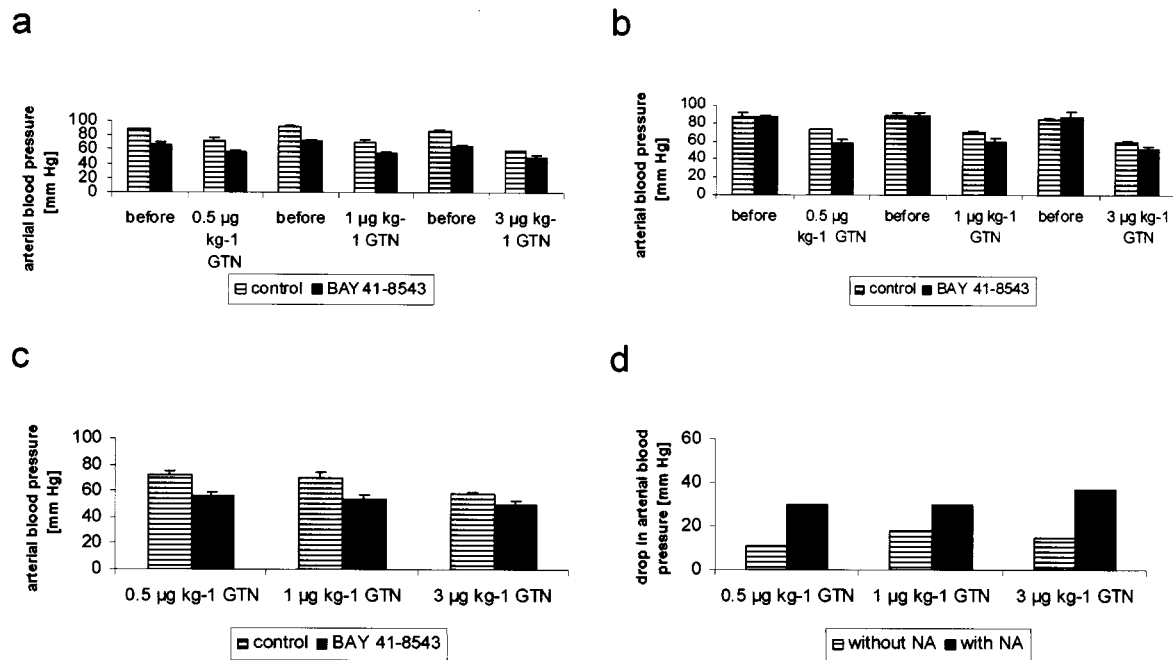 a
arterial blood pressure
[mm Hg]
100
80
60
40
20
0
before
0.5 µg
kg-1
GTN
before
1 µg kg-
1 GTN
before
3 µg kg-
1 GTN
control BAY 41-8543
b
arterial blood pressure
[mm Hg]
100
80
60
40
20
0
before
0.5 µg
kg-1 GTN
before
1 µg kg-1
GTN
before
3 µg kg-1
GTN
control BAY 41-8543
c
arterial blood pressure
[mm Hg]
100
80
60
40
20
0
0.5 µg kg-1 GTN 1 µg kg-1 GTN 3 µg kg-1 GTN
control BAY 41-8543
d
drop in arterial blood
pressure [mm Hg]
60
40
20
0
0.5 µg kg-1 GTN 1 µg kg-1 GTN 3 µg kg-1 GTN
without NA with NA